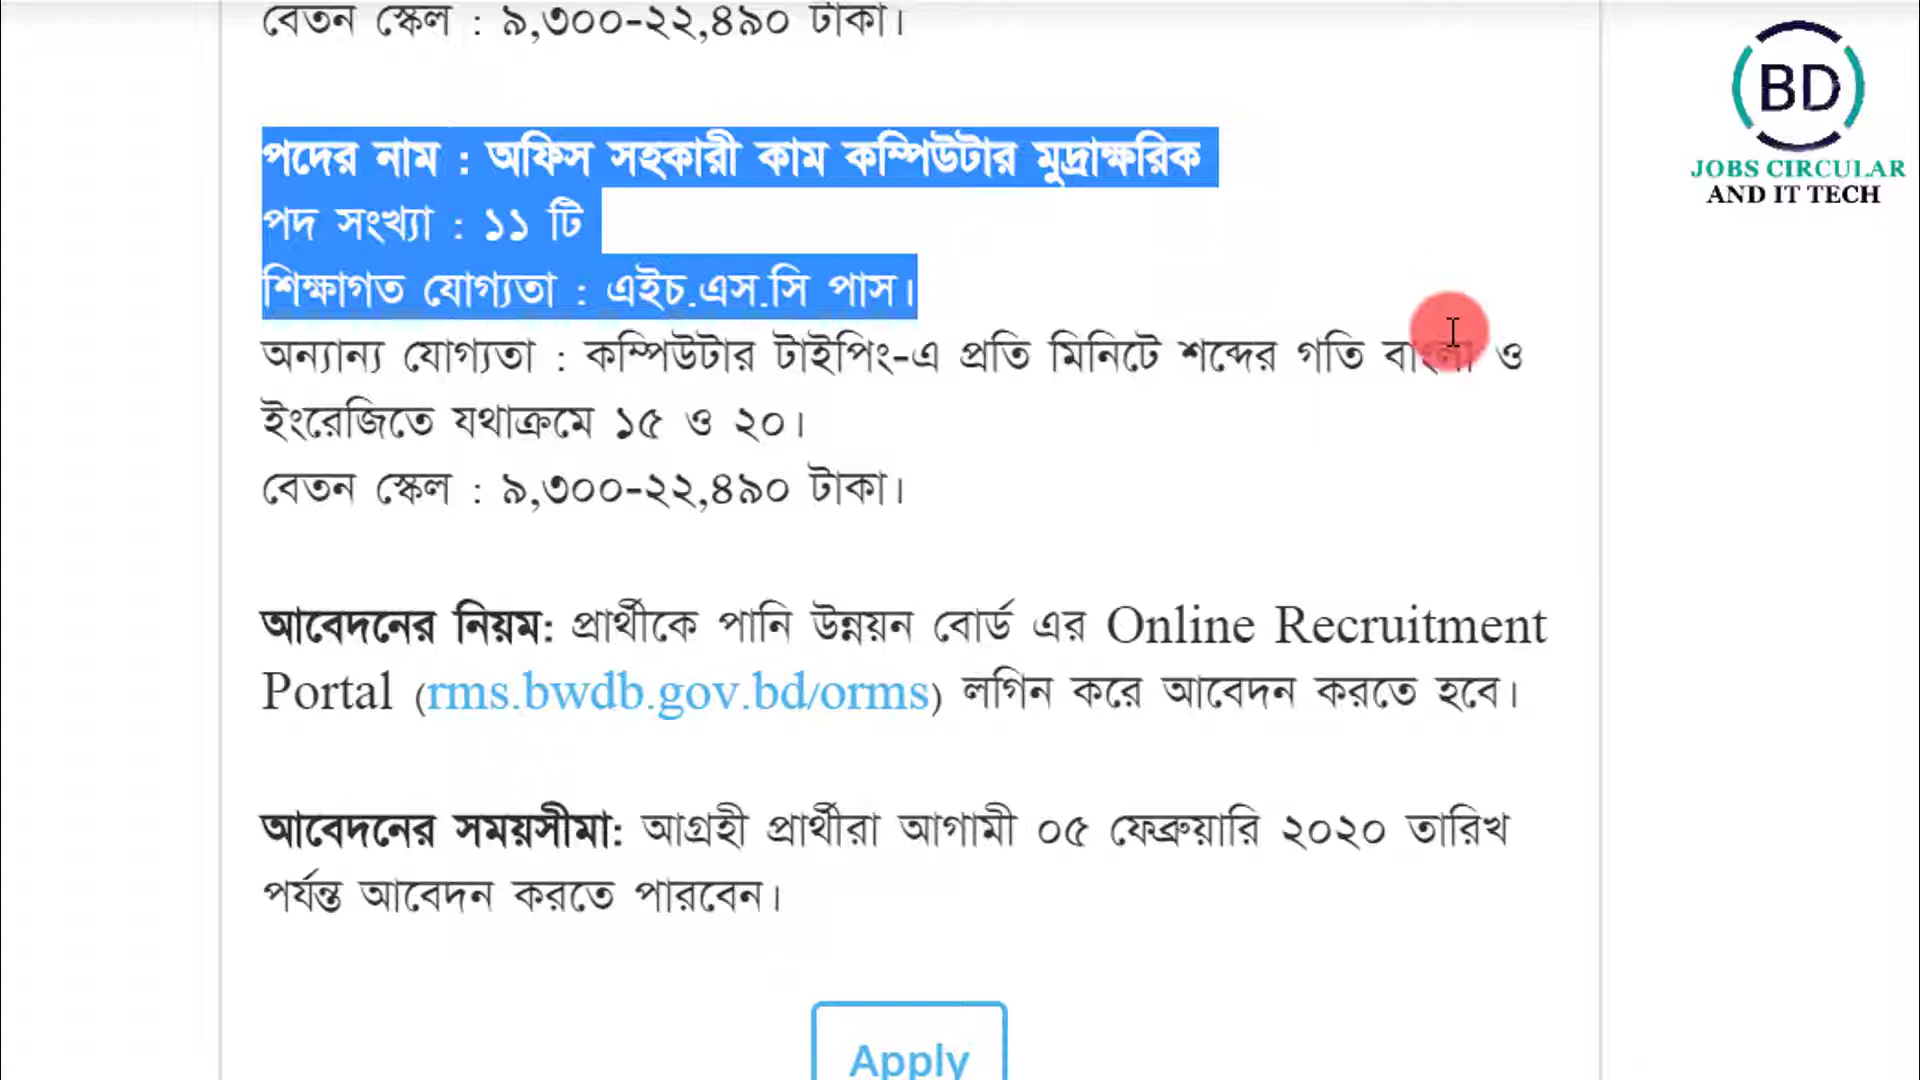 বেতন স্কেল : ৯,৩০০-২২,৪৯০ টাকা।
BD
JOBS CIRCULAR
AND IT TECH
পদের নাম : অফিস সহকারী কাম কম্পিউটার মুদ্রাক্ষরিক
পদ সংখ্যা : ১১ টি
শিক্ষাগত যোগ্যতা : এইচ.এস.সি পাস।
অন্যান্য যোগ্যতা : কম্পিউটার টাইপিং-এ প্রতি মিনিটে শব্দের গতি বাংলা ও
ইংরেজিতে যথাক্রমে ১৫ ও ২০।
বেতন স্কেল : ৯,৩০০-২২,৪৯০ টাকা।
আবেদনের নিয়ম: প্রার্থীকে পানি উন্নয়ন বোর্ড এর Online Recruitment
Portal (rms.bwdb.gov.bd/orms) লগিন করে আবেদন করতে হবে।
আবেদনের সময়সীমা: আগ্রহী প্রার্থীরা আগামী ০৫ ফেব্রুয়ারি ২০২০ তারিখ
পর্যন্ত আবেদন করতে পারবেন।
Apply